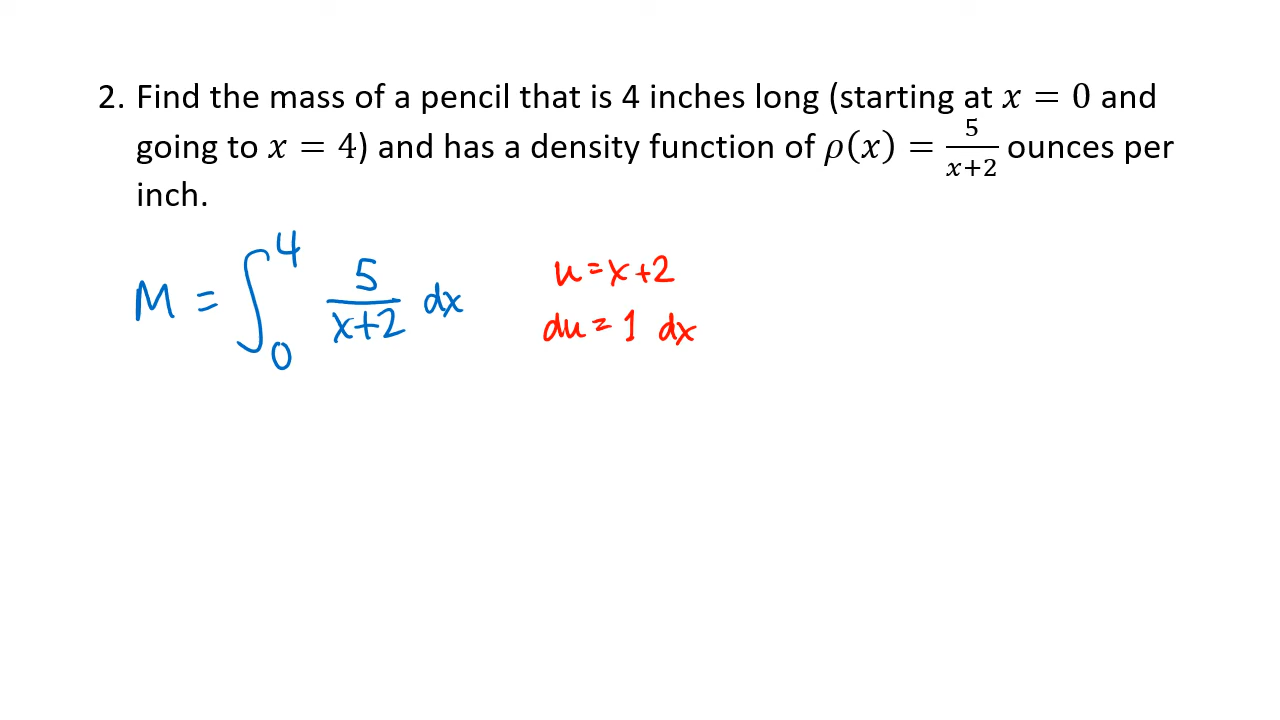 2. Find the mass of a pencil that is 4 inches long (starting at x = 0 and
going to x = 4) and has a density function of ρ(x) = 5/(x+2) ounces per
inch.
M = ∫₀⁴ 5/(x+2) dx
u = x+2
du = 1 dx